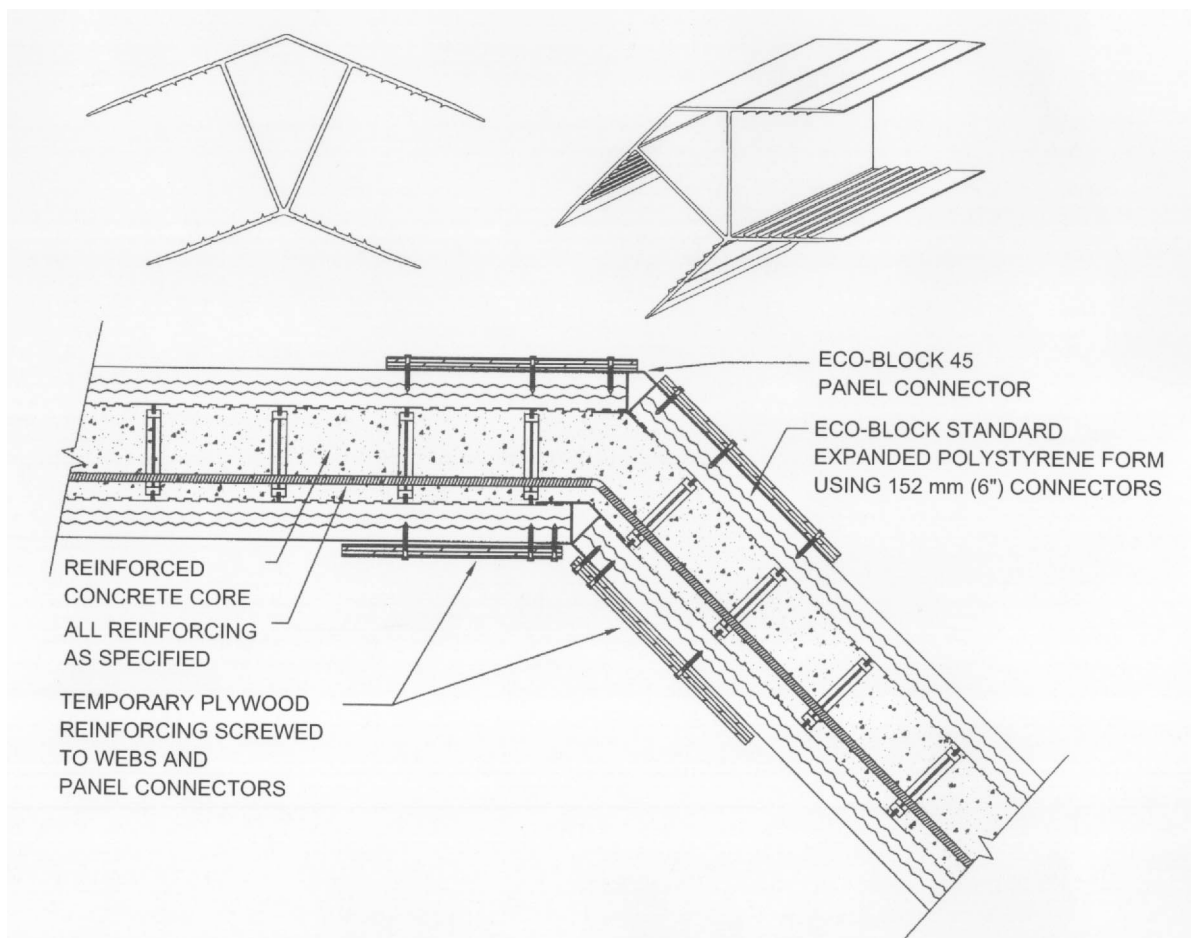 ECO-BLOCK 45
PANEL CONNECTOR
ECO-BLOCK STANDARD
EXPANDED POLYSTYRENE FORM
USING 152 mm (6") CONNECTORS
REINFORCED
CONCRETE CORE
ALL REINFORCING
AS SPECIFIED
TEMPORARY PLYWOOD
REINFORCING SCREWED
TO WEBS AND
PANEL CONNECTORS